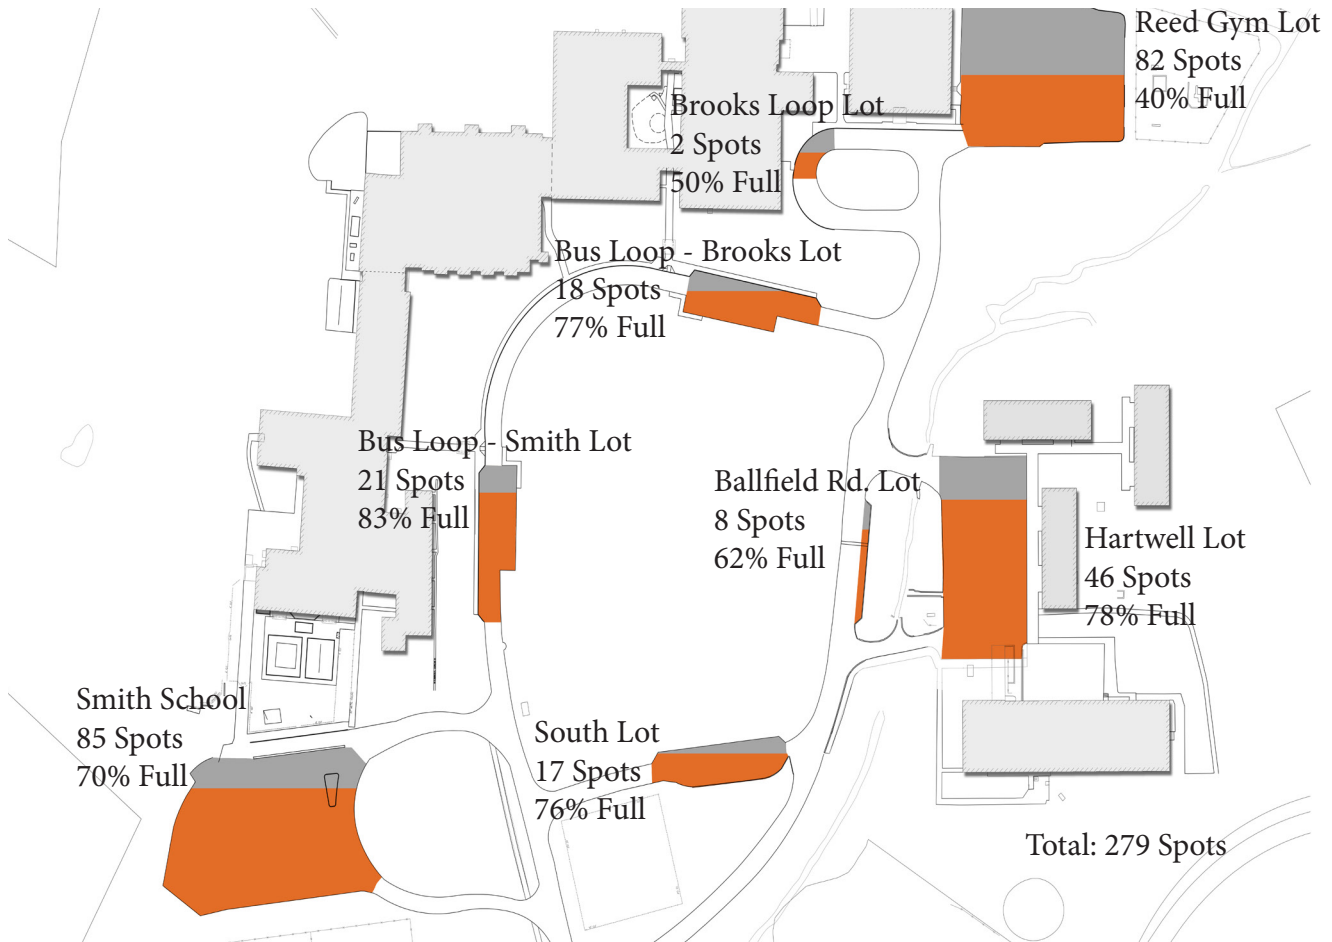 Reed Gym Lot
82 Spots
40% Full
Brooks Loop Lot
2 Spots
50% Full
Bus Loop - Brooks Lot
18 Spots
77% Full
Bus Loop - Smith Lot
21 Spots
83% Full
Ballfield Rd. Lot
8 Spots
62% Full
Hartwell Lot
46 Spots
78% Full
Smith School
85 Spots
70% Full
South Lot
17 Spots
76% Full
Total: 279 Spots